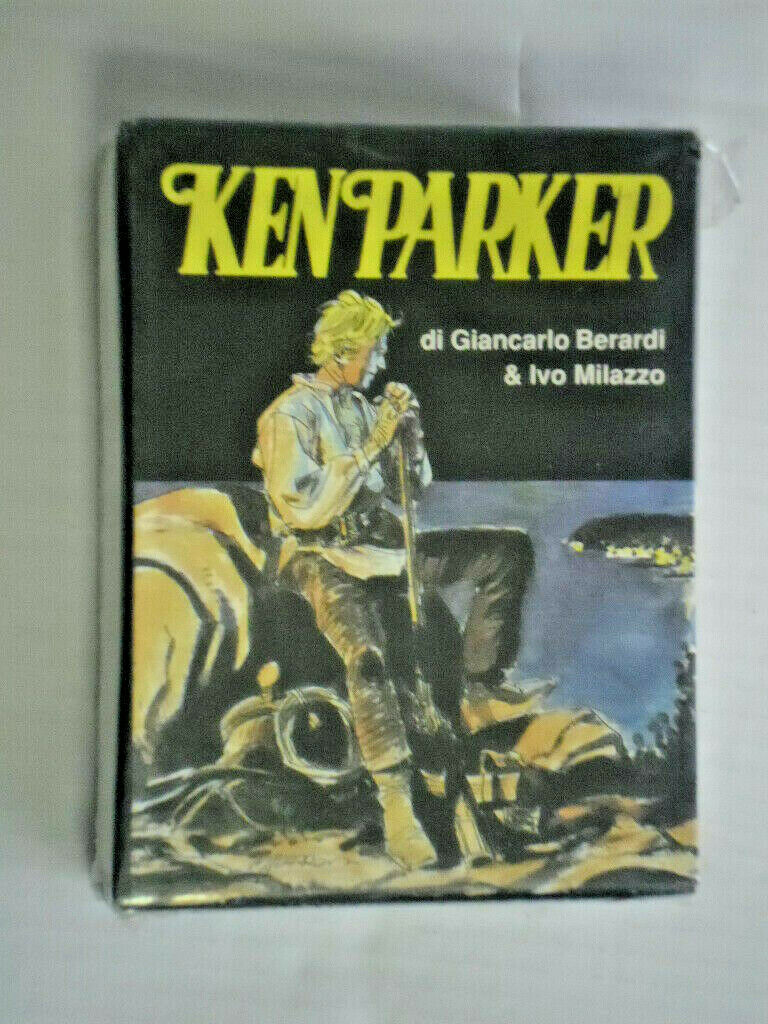 KEN PARKER
di Giancarlo Berardi
& Ivo Milazzo